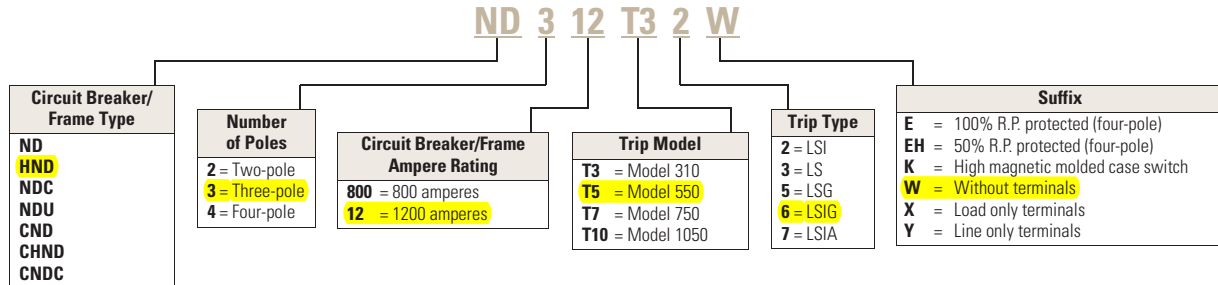 ND 3 12 T3 2 W
Circuit Breaker/
Frame Type
ND
HND
NDC
NDU
CND
CHND
CNDC
Number
of Poles
2 = Two-pole
3 = Three-pole
4 = Four-pole
Circuit Breaker/Frame
Ampere Rating
800 = 800 amperes
12 = 1200 amperes
Trip Model
T3 = Model 310
T5 = Model 550
T7 = Model 750
T10 = Model 1050
Trip Type
2 = LSI
3 = LS
5 = LSG
6 = LSIG
7 = LSIA
Suffix
E = 100% R.P. protected (four-pole)
EH = 50% R.P. protected (four-pole)
K = High magnetic molded case switch
W = Without terminals
X = Load only terminals
Y = Line only terminals